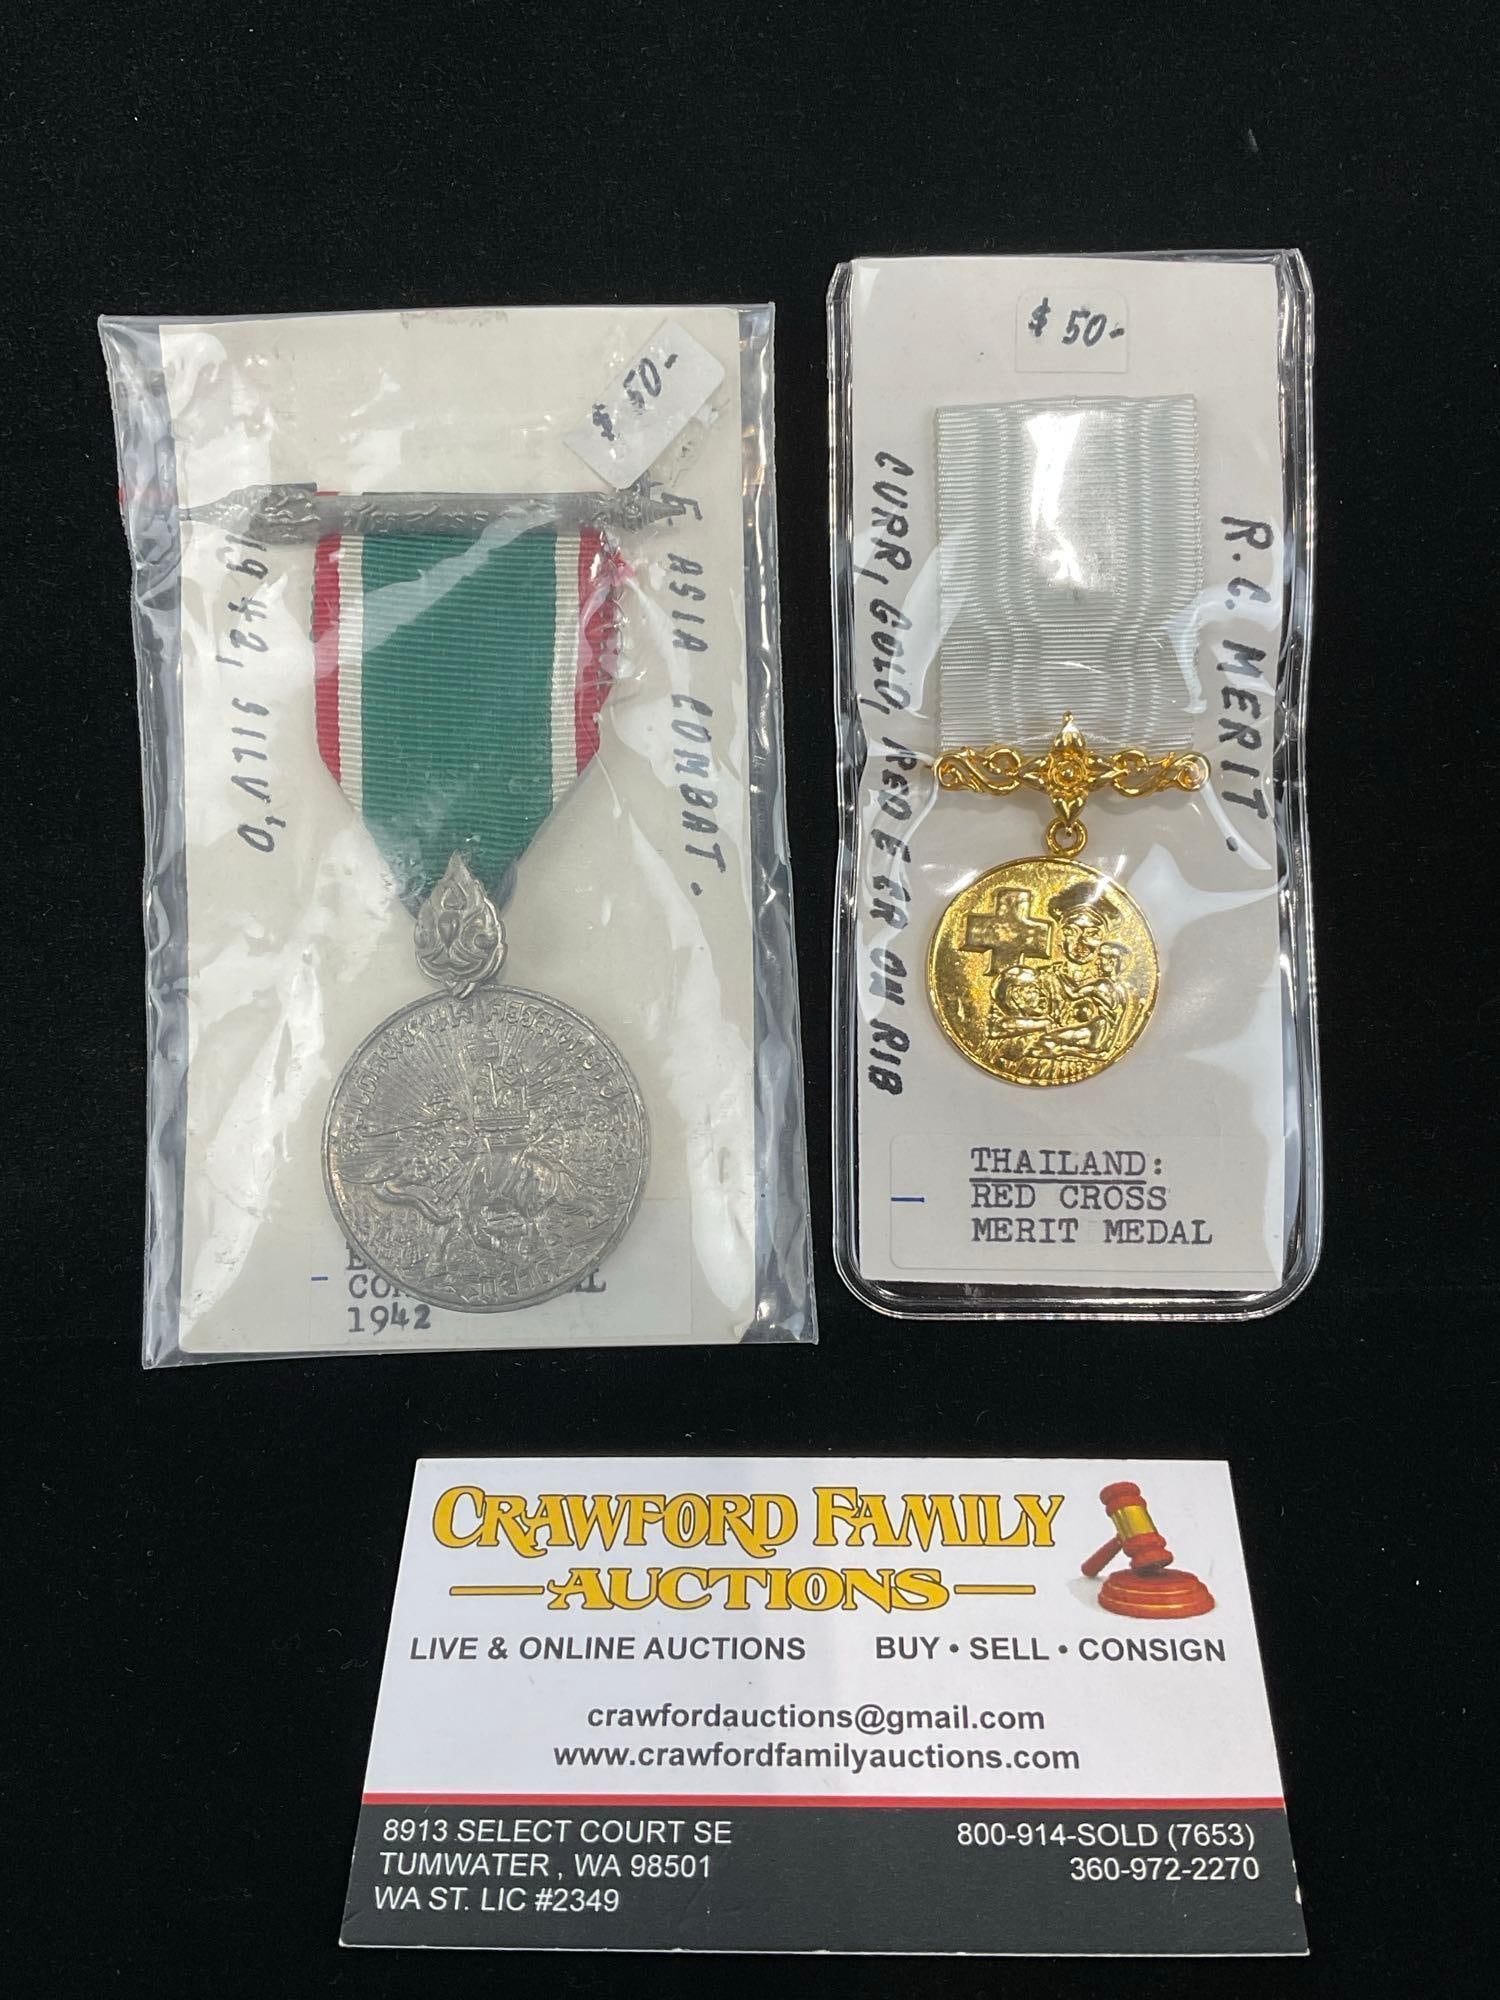 $ 50-
E. ASIA COMBAT.
1942, SILV'D
1942
$ 50-
R.C. MERIT.
CURR, GOLD, RED E CR ON RIB
THAILAND:
RED CROSS
MERIT MEDAL
CRAWFORD FAMILY
AUCTIONS
LIVE & ONLINE AUCTIONS BUY • SELL • CONSIGN
crawfordauctions@gmail.com
www.crawfordfamilyauctions.com
8913 SELECT COURT SE
TUMWATER , WA 98501
WA ST. LIC #2349
800-914-SOLD (7653)
360-972-2270